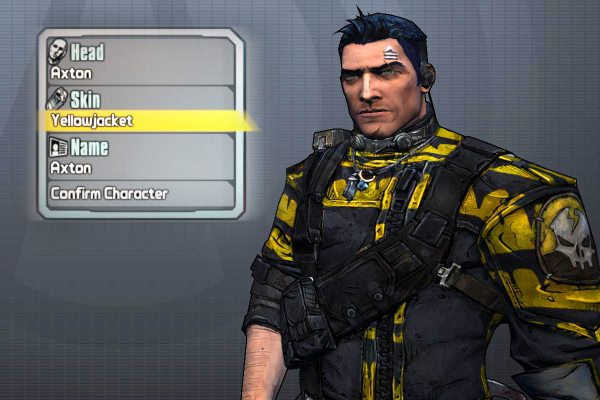 Head
Axton
Skin
Yellowjacket
Name
Axton
Confirm Character